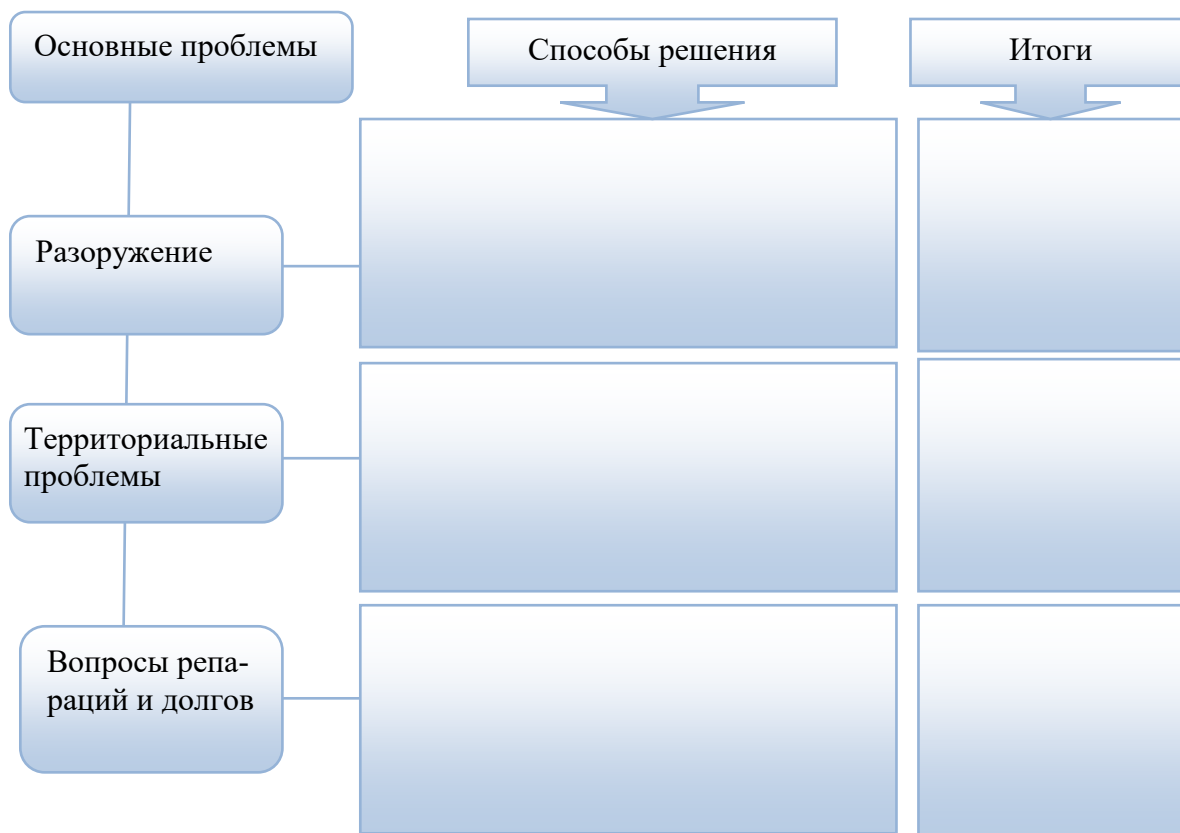 Основные проблемы
Способы решения
Итоги
Разоружение
Территориальные
проблемы
Вопросы репа-
раций и долгов